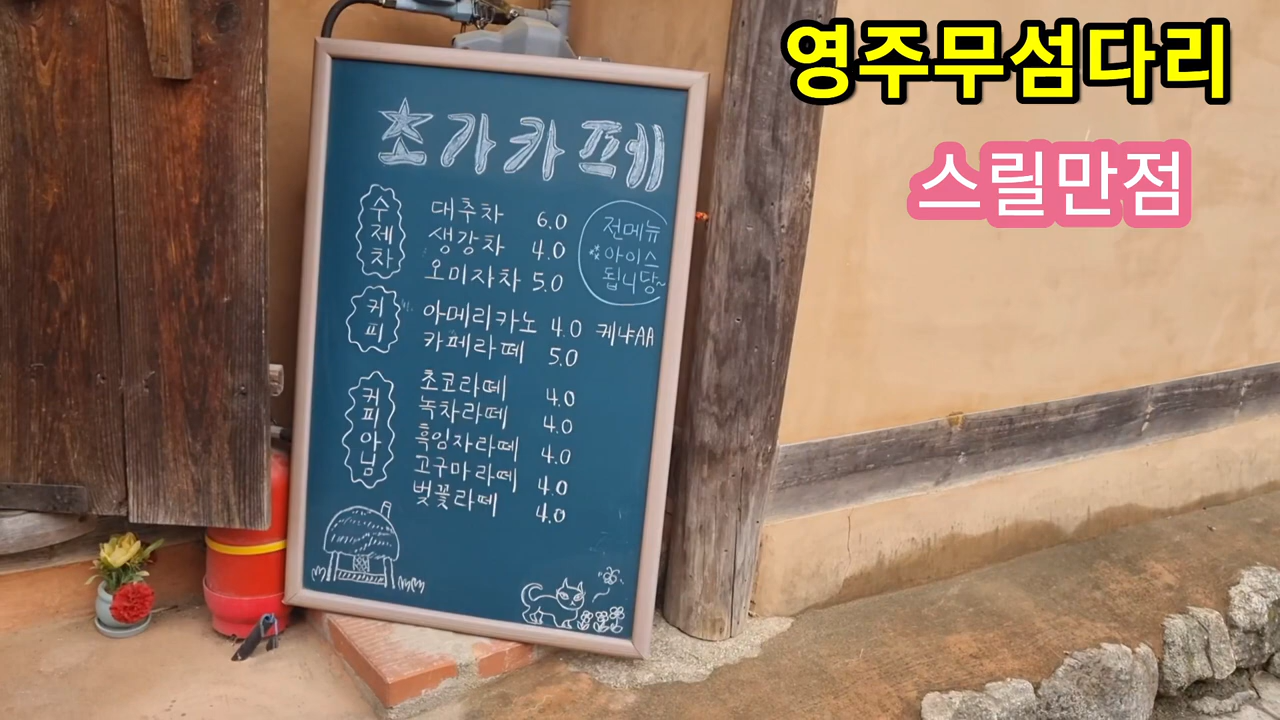 영주무섬다리
스릴만점
초가카페
수제차
대추차 6.0
생강차 4.0
오미자차 5.0
전메뉴
아이스
됩니당~
커피
아메리카노 4.0 케냐AA
카페라떼 5.0
커피아님
초코라떼 4.0
녹차라떼 4.0
흑임자라떼 4.0
고구마라떼 4.0
벚꽃라떼 4.0